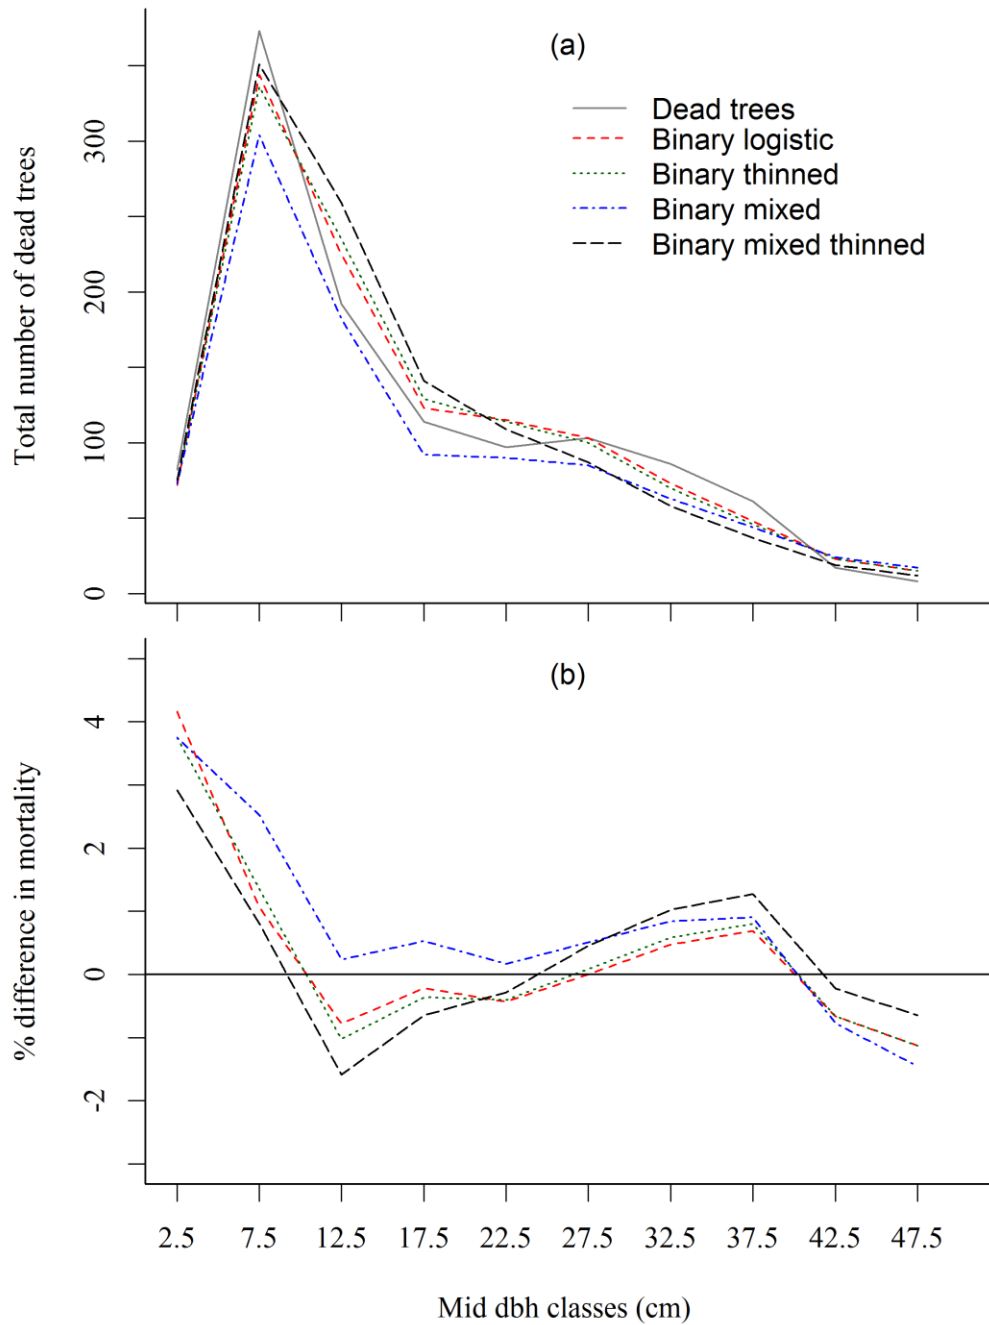 (a)
Dead trees
Binary logistic
Binary thinned
Binary mixed
Binary mixed thinned
Total number of dead trees
300
200
100
0
(b)
% difference in mortality
4
2
0
-2
2.5 7.5 12.5 17.5 22.5 27.5 32.5 37.5 42.5 47.5
Mid dbh classes (cm)